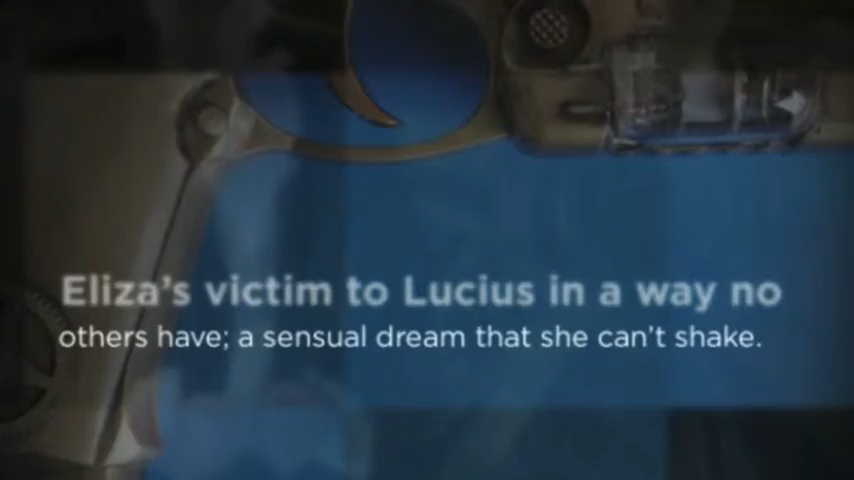 Eliza's victim to Lucius in a way no
others have; a sensual dream that she can't shake.